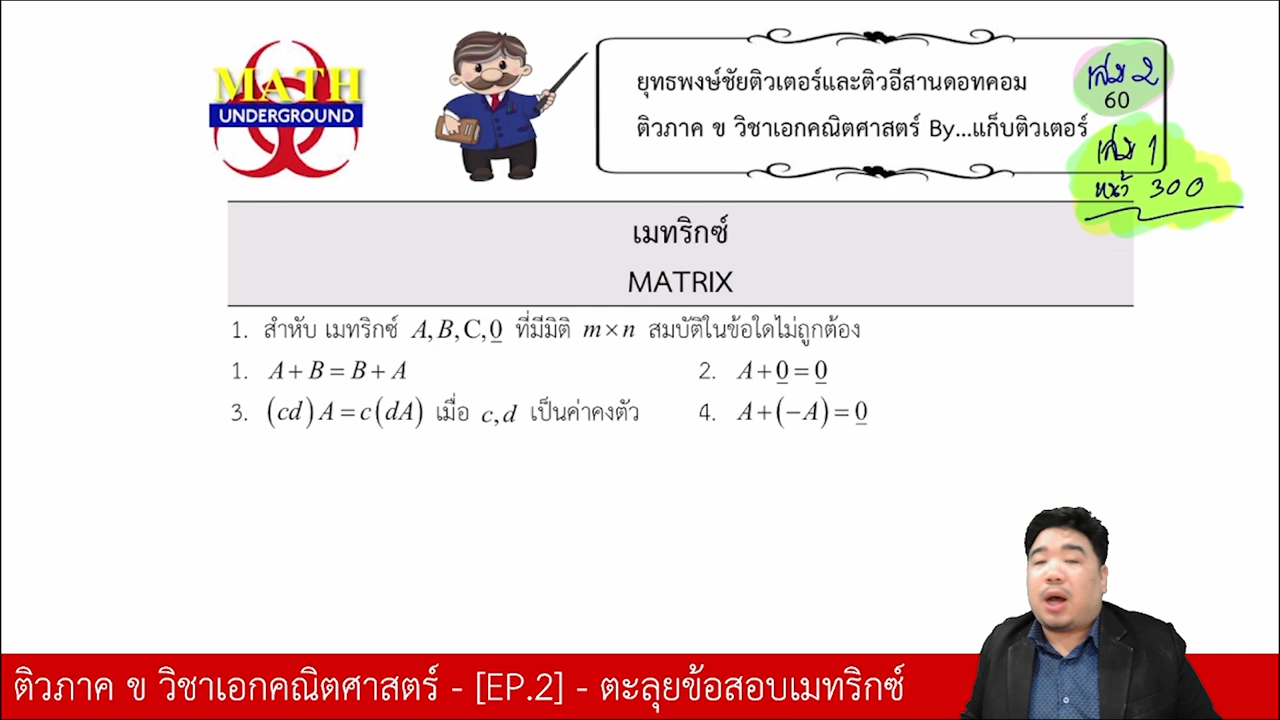 MATH
UNDERGROUND
ยุทธพงษ์ชัยติวเตอร์และติวอีสานดอทคอม
ติวภาค ข วิชาเอกคณิตศาสตร์ By...แก็บติวเตอร์
เล่ม 2
60
เล่ม 1
หน้า 300
เมทริกซ์
MATRIX
1. สำหับ เมทริกซ์ A, B, C, 0̲ ที่มีมิติ m × n สมบัติในข้อใดไม่ถูกต้อง
1. A + B = B + A 2. A + 0̲ = 0̲
3. (cd) A = c(dA) เมื่อ c, d เป็นค่าคงตัว 4. A + (−A) = 0̲
ติวภาค ข วิชาเอกคณิตศาสตร์ - [EP.2] - ตะลุยข้อสอบเมทริกซ์